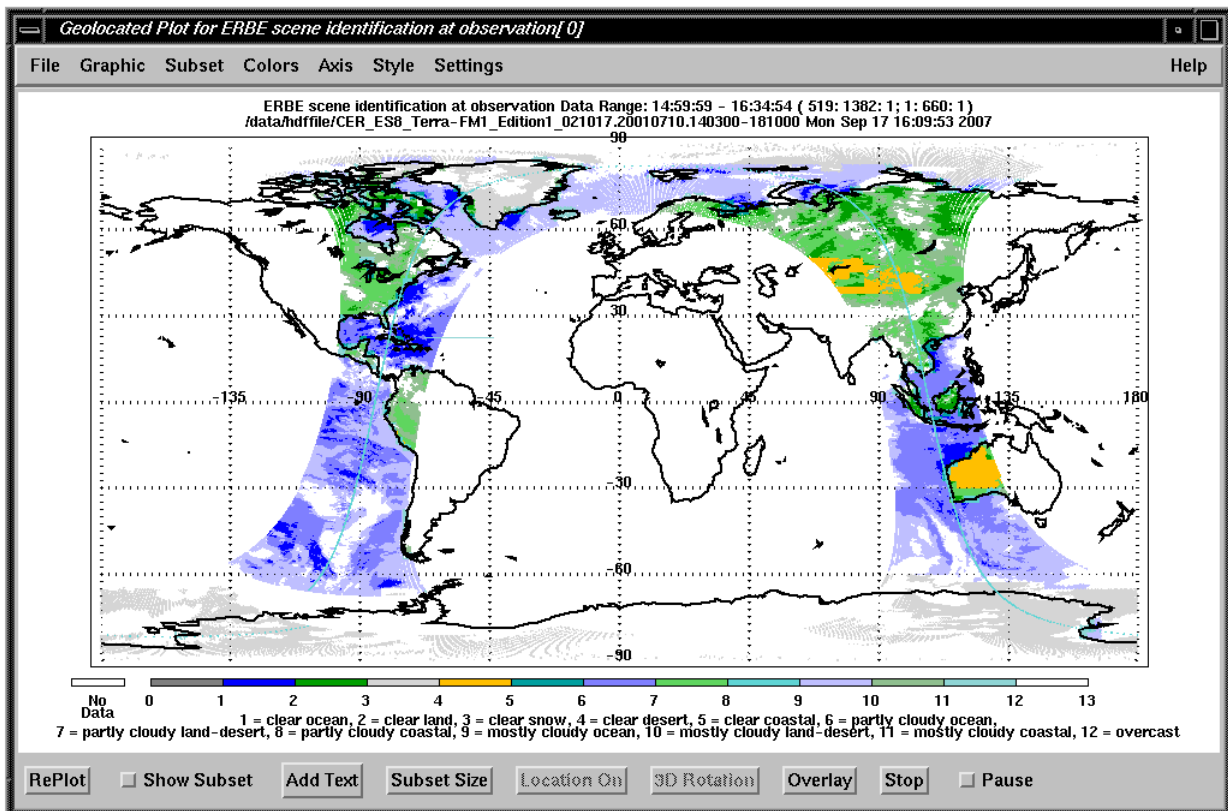 Geolocated Plot for ERBE scene identification at observation[ 0]
File Graphic Subset Colors Axis Style Settings Help
ERBE scene identification at observation Data Range: 14:59:59 - 16:34:54 ( 519: 1382: 1; 1: 660: 1)
/data/hdffile/CER_ES8_Terra-FM1_Edition1_021017.20010710.140300-181000 Mon Sep 17 16:09:53 2007
90
60
30
-135 -90 -45 0 45 90 135 180
-30
-60
-90
No Data 0 1 2 3 4 5 6 7 8 9 10 11 12 13
1 = clear ocean, 2 = clear land, 3 = clear snow, 4 = clear desert, 5 = clear coastal, 6 = partly cloudy ocean,
7 = partly cloudy land-desert, 8 = partly cloudy coastal, 9 = mostly cloudy ocean, 10 = mostly cloudy land-desert, 11 = mostly cloudy coastal, 12 = overcast
RePlot Show Subset Add Text Subset Size Location On 3D Rotation Overlay Stop Pause